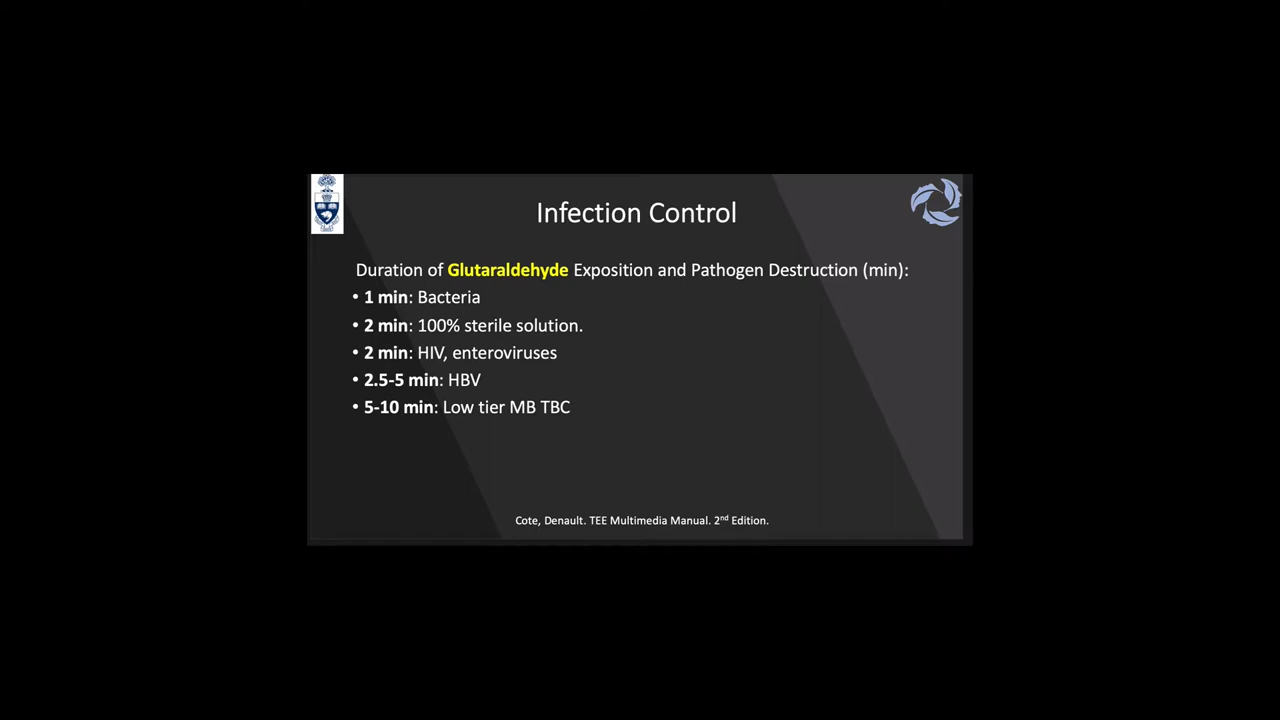 Infection Control
Duration of Glutaraldehyde Exposition and Pathogen Destruction (min):
• 1 min: Bacteria
• 2 min: 100% sterile solution.
• 2 min: HIV, enteroviruses
• 2.5-5 min: HBV
• 5-10 min: Low tier MB TBC
Cote, Denault. TEE Multimedia Manual. 2nd Edition.